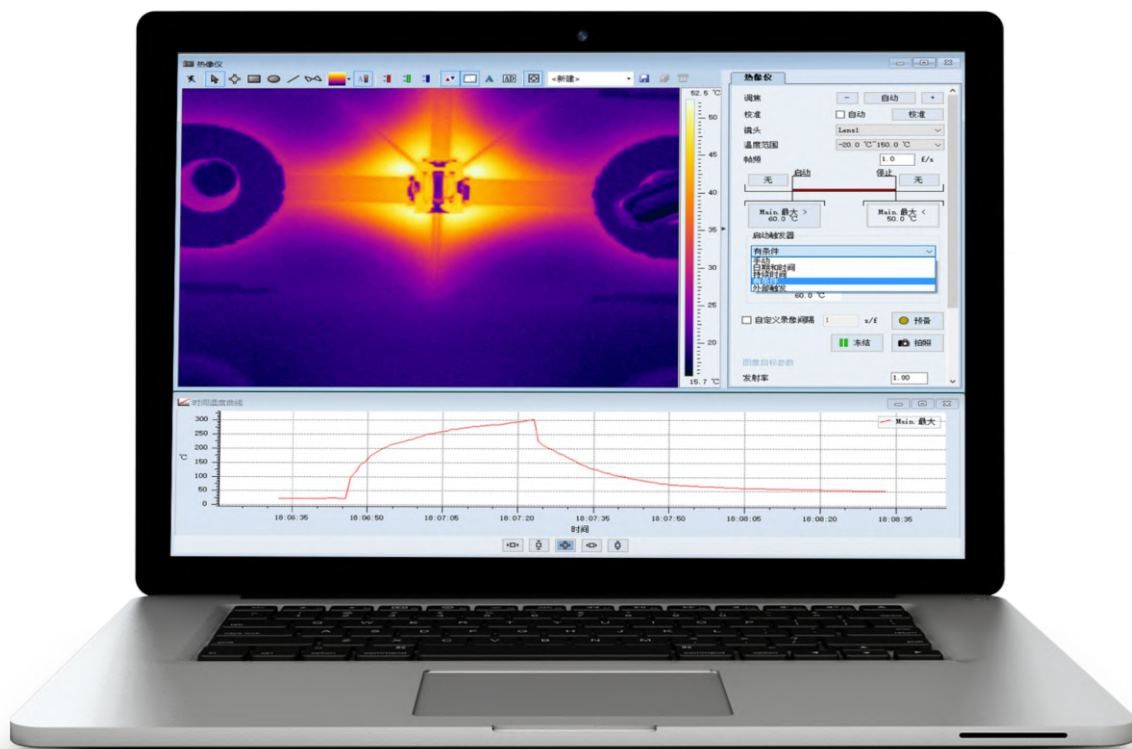 热像仪
A
AB
<新建>
52.5 ℃
50
45
40
35
30
25
20
15.7 ℃
热像仪
调焦
－ 自动 +
校准
自动 校准
镜头
Lens1
温度范围
-20.0 ℃~150.0 ℃
帧频
1.0 f/s
启动 停止
无 无
Main.最大 >
60.0 ℃
Main.最大 <
50.0 ℃
启动触发器
有条件
手动
日期和时间
持续时间
有条件
外部触发
60.0 ℃
自定义录像间隔 1 s/f 预备
冻结 拍照
图像目标参数
发射率 1.00
时间温度曲线
Main.最大
℃
300
250
200
150
100
50
0
18:06:35 18:06:50 18:07:05 18:07:20 18:07:35 18:07:50 18:08:05 18:08:20 18:08:35
时间